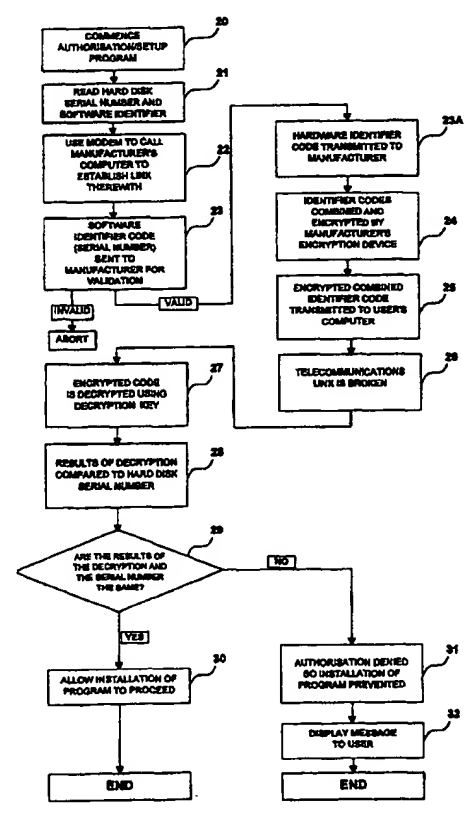 20
COMMENCE
AUTHORISATION/SETUP
PROGRAM
21
READ HARD DISK
SERIAL NUMBER AND
SOFTWARE IDENTIFIER
22
USE MODEM TO CALL
MANUFACTURER'S
COMPUTER TO
ESTABLISH LINK
THEREWITH
23
SOFTWARE
IDENTIFIER CODE
(SERIAL NUMBER)
SENT TO
MANUFACTURER FOR
VALIDATION
INVALID
VALID
ABORT
23A
HARDWARE IDENTIFIER
CODE TRANSMITTED TO
MANUFACTURER
24
IDENTIFIER CODES
COMBINED AND
ENCRYPTED BY
MANUFACTURER'S
ENCRYPTION DEVICE
25
ENCRYPTED COMBINED
IDENTIFIER CODE
TRANSMITTED TO USER'S
COMPUTER
26
TELECOMMUNICATIONS
LINK IS BROKEN
27
ENCRYPTED CODE
IS DECRYPTED USING
DECRYPTION KEY
28
RESULTS OF DECRYPTION
COMPARED TO HARD DISK
SERIAL NUMBER
29
ARE THE RESULTS OF
THE DECRYPTION AND
THE SERIAL NUMBER
THE SAME?
NO
YES
30
ALLOW INSTALLATION OF
PROGRAM TO PROCEED
END
31
AUTHORISATION DENIED
SO INSTALLATION OF
PROGRAM PREVENTED
32
DISPLAY MESSAGE
TO USER
END